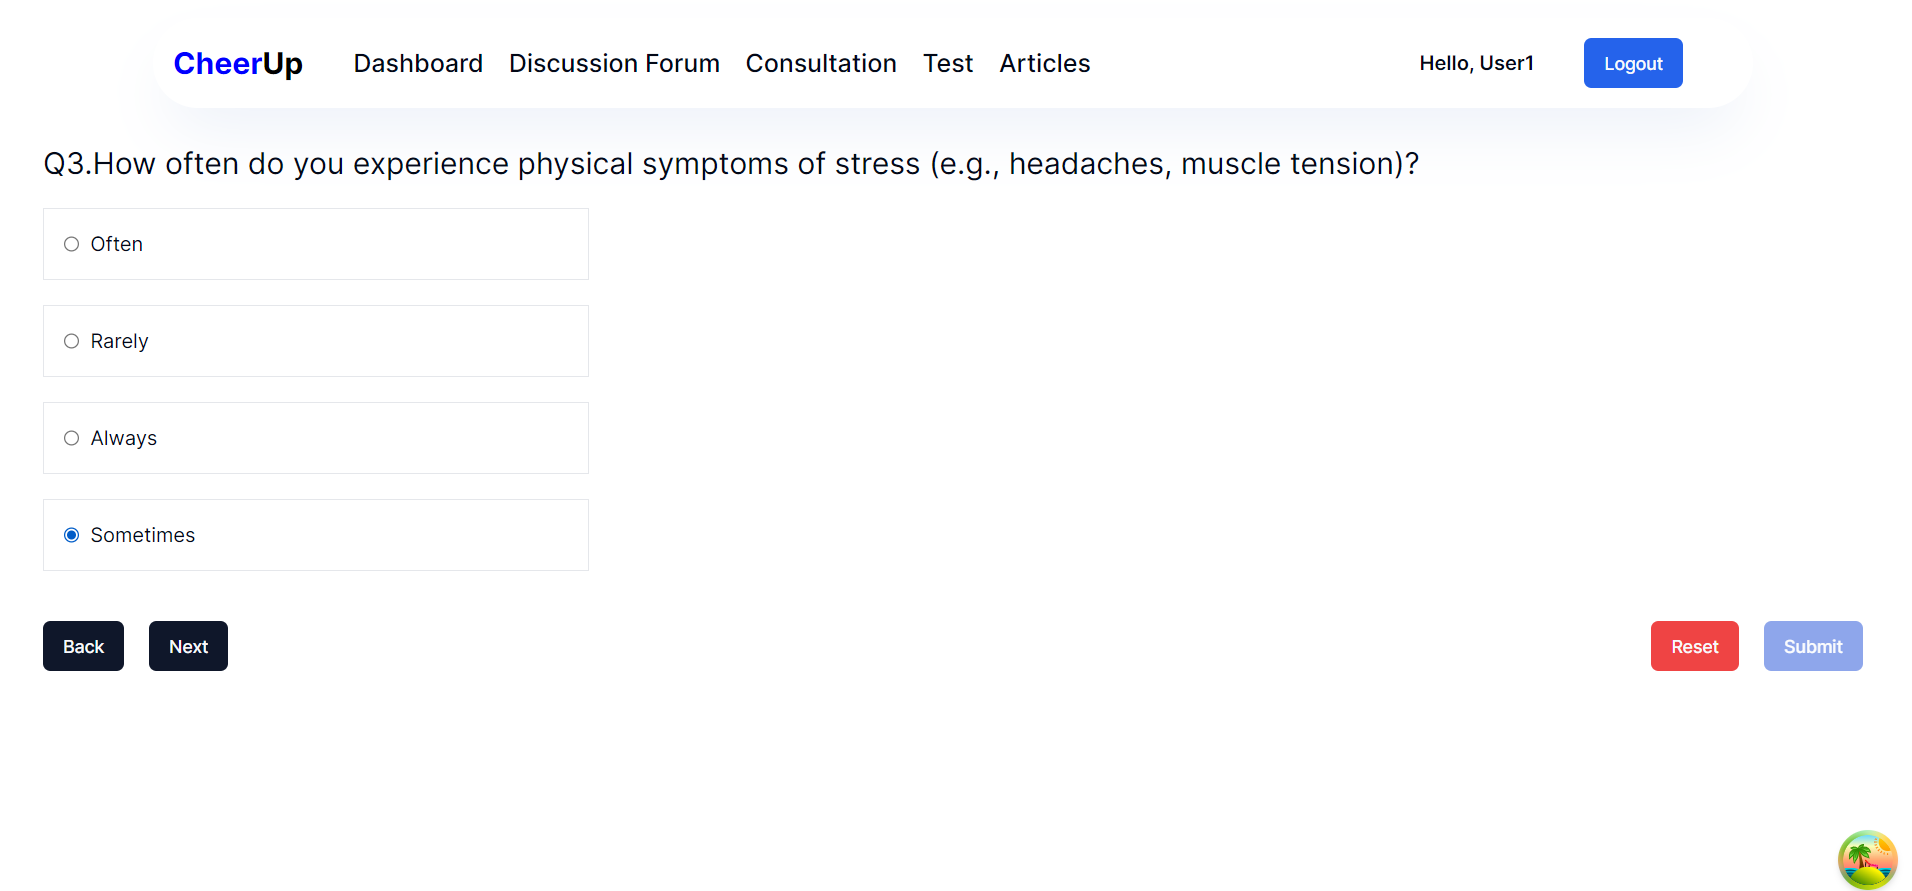 CheerUp Dashboard Discussion Forum Consultation Test Articles Hello, User1 Logout
Q3.How often do you experience physical symptoms of stress (e.g., headaches, muscle tension)?
Often
Rarely
Always
Sometimes
Back Next Reset Submit